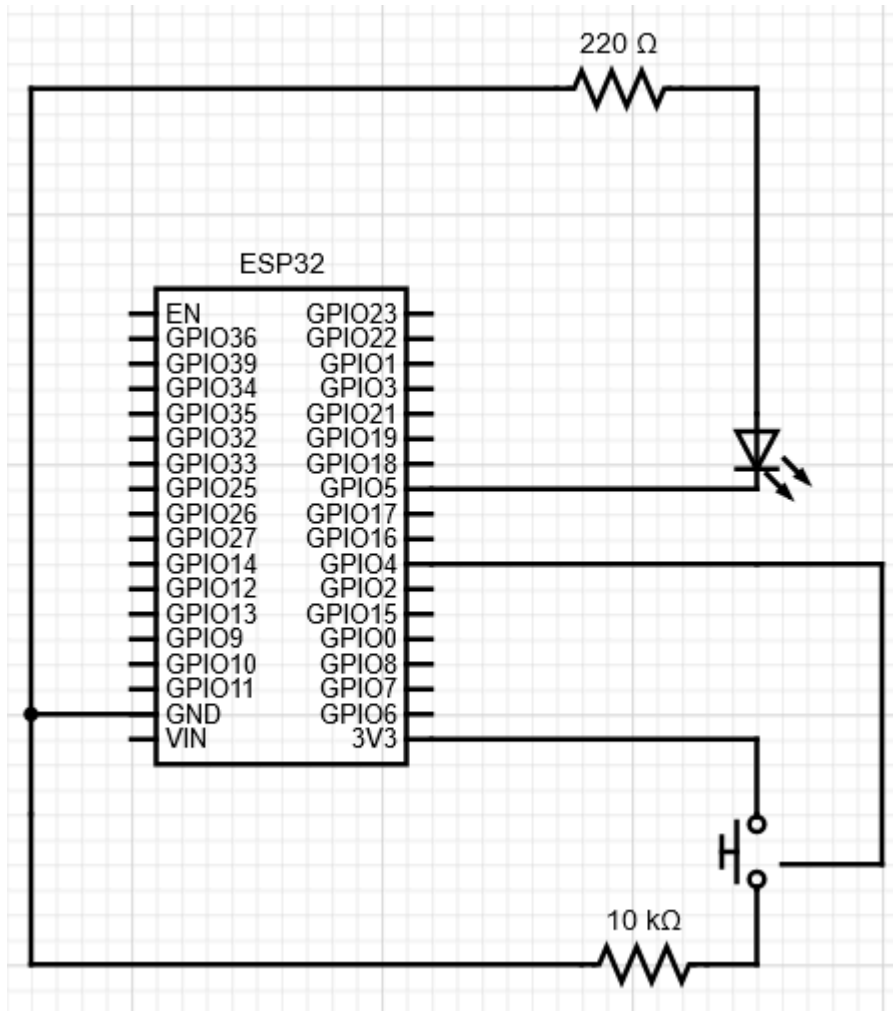 220 Ω
ESP32
EN GPIO23
GPIO36 GPIO22
GPIO39 GPIO1
GPIO34 GPIO3
GPIO35 GPIO21
GPIO32 GPIO19
GPIO33 GPIO18
GPIO25 GPIO5
GPIO26 GPIO17
GPIO27 GPIO16
GPIO14 GPIO4
GPIO12 GPIO2
GPIO13 GPIO15
GPIO9 GPIO0
GPIO10 GPIO8
GPIO11 GPIO7
GND GPIO6
VIN 3V3
10 kΩ